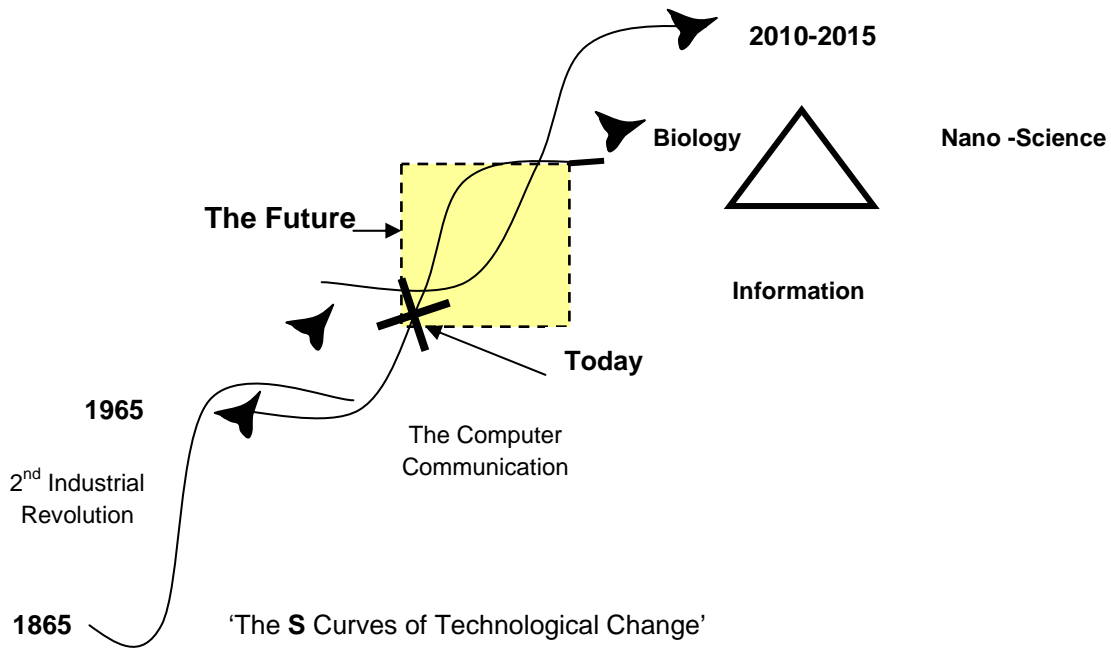 2010-2015
Biology
Nano -Science
The Future
Information
Today
1965
The Computer
Communication
2nd Industrial
Revolution
1865
‘The S Curves of Technological Change’